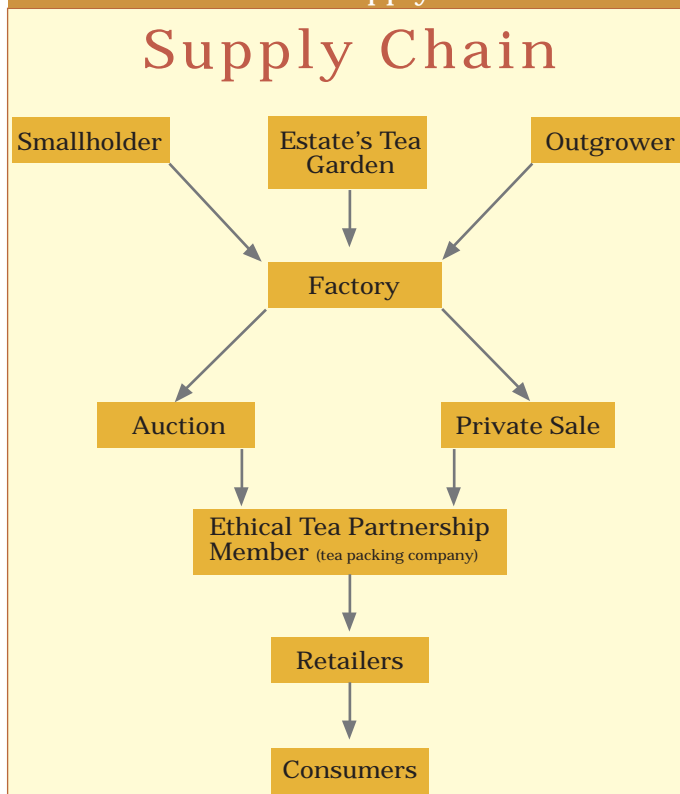 Supply Chain
Smallholder
Estate's Tea
Garden
Outgrower
Factory
Auction
Private Sale
Ethical Tea Partnership
Member (tea packing company)
Retailers
Consumers